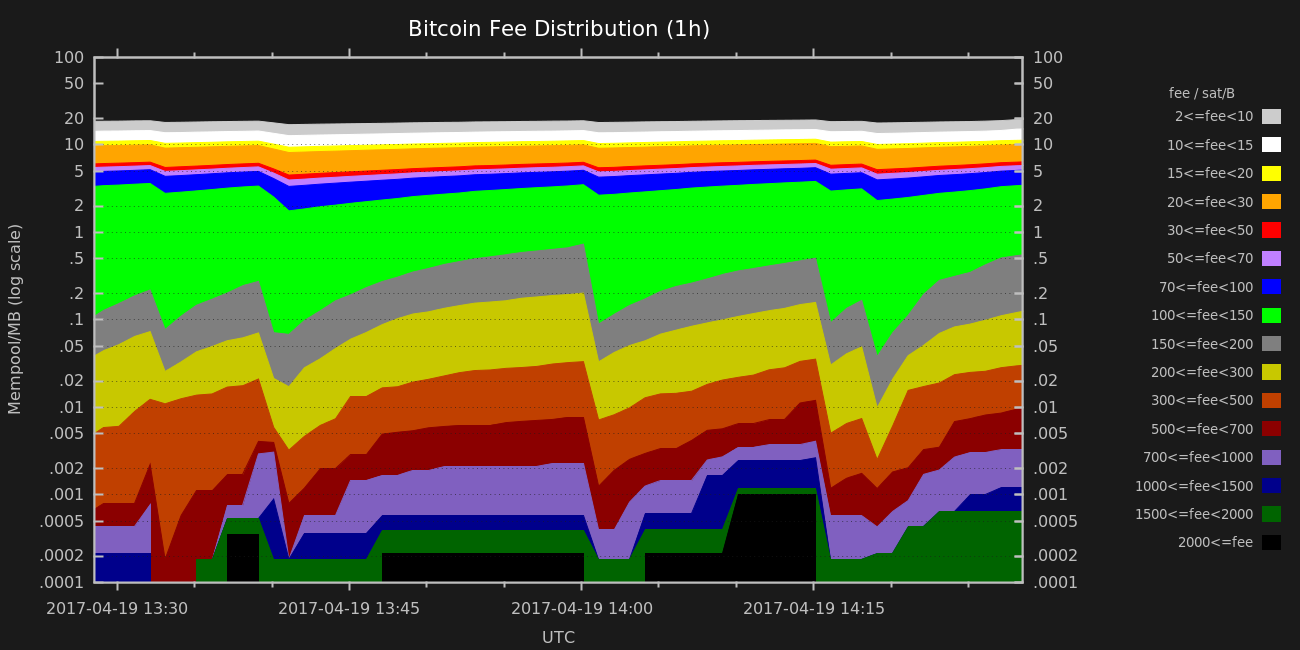 Bitcoin Fee Distribution (1h)
100
50
20
10
5
2
1
.5
.2
.1
.05
.02
.01
.005
.002
.001
.0005
.0002
.0001
Mempool/MB (log scale)
100
50
20
10
5
2
1
.5
.2
.1
.05
.02
.01
.005
.002
.001
.0005
.0002
.0001
2017-04-19 13:30
2017-04-19 13:45
2017-04-19 14:00
2017-04-19 14:15
UTC
fee / sat/B
2<=fee<10
10<=fee<15
15<=fee<20
20<=fee<30
30<=fee<50
50<=fee<70
70<=fee<100
100<=fee<150
150<=fee<200
200<=fee<300
300<=fee<500
500<=fee<700
700<=fee<1000
1000<=fee<1500
1500<=fee<2000
2000<=fee